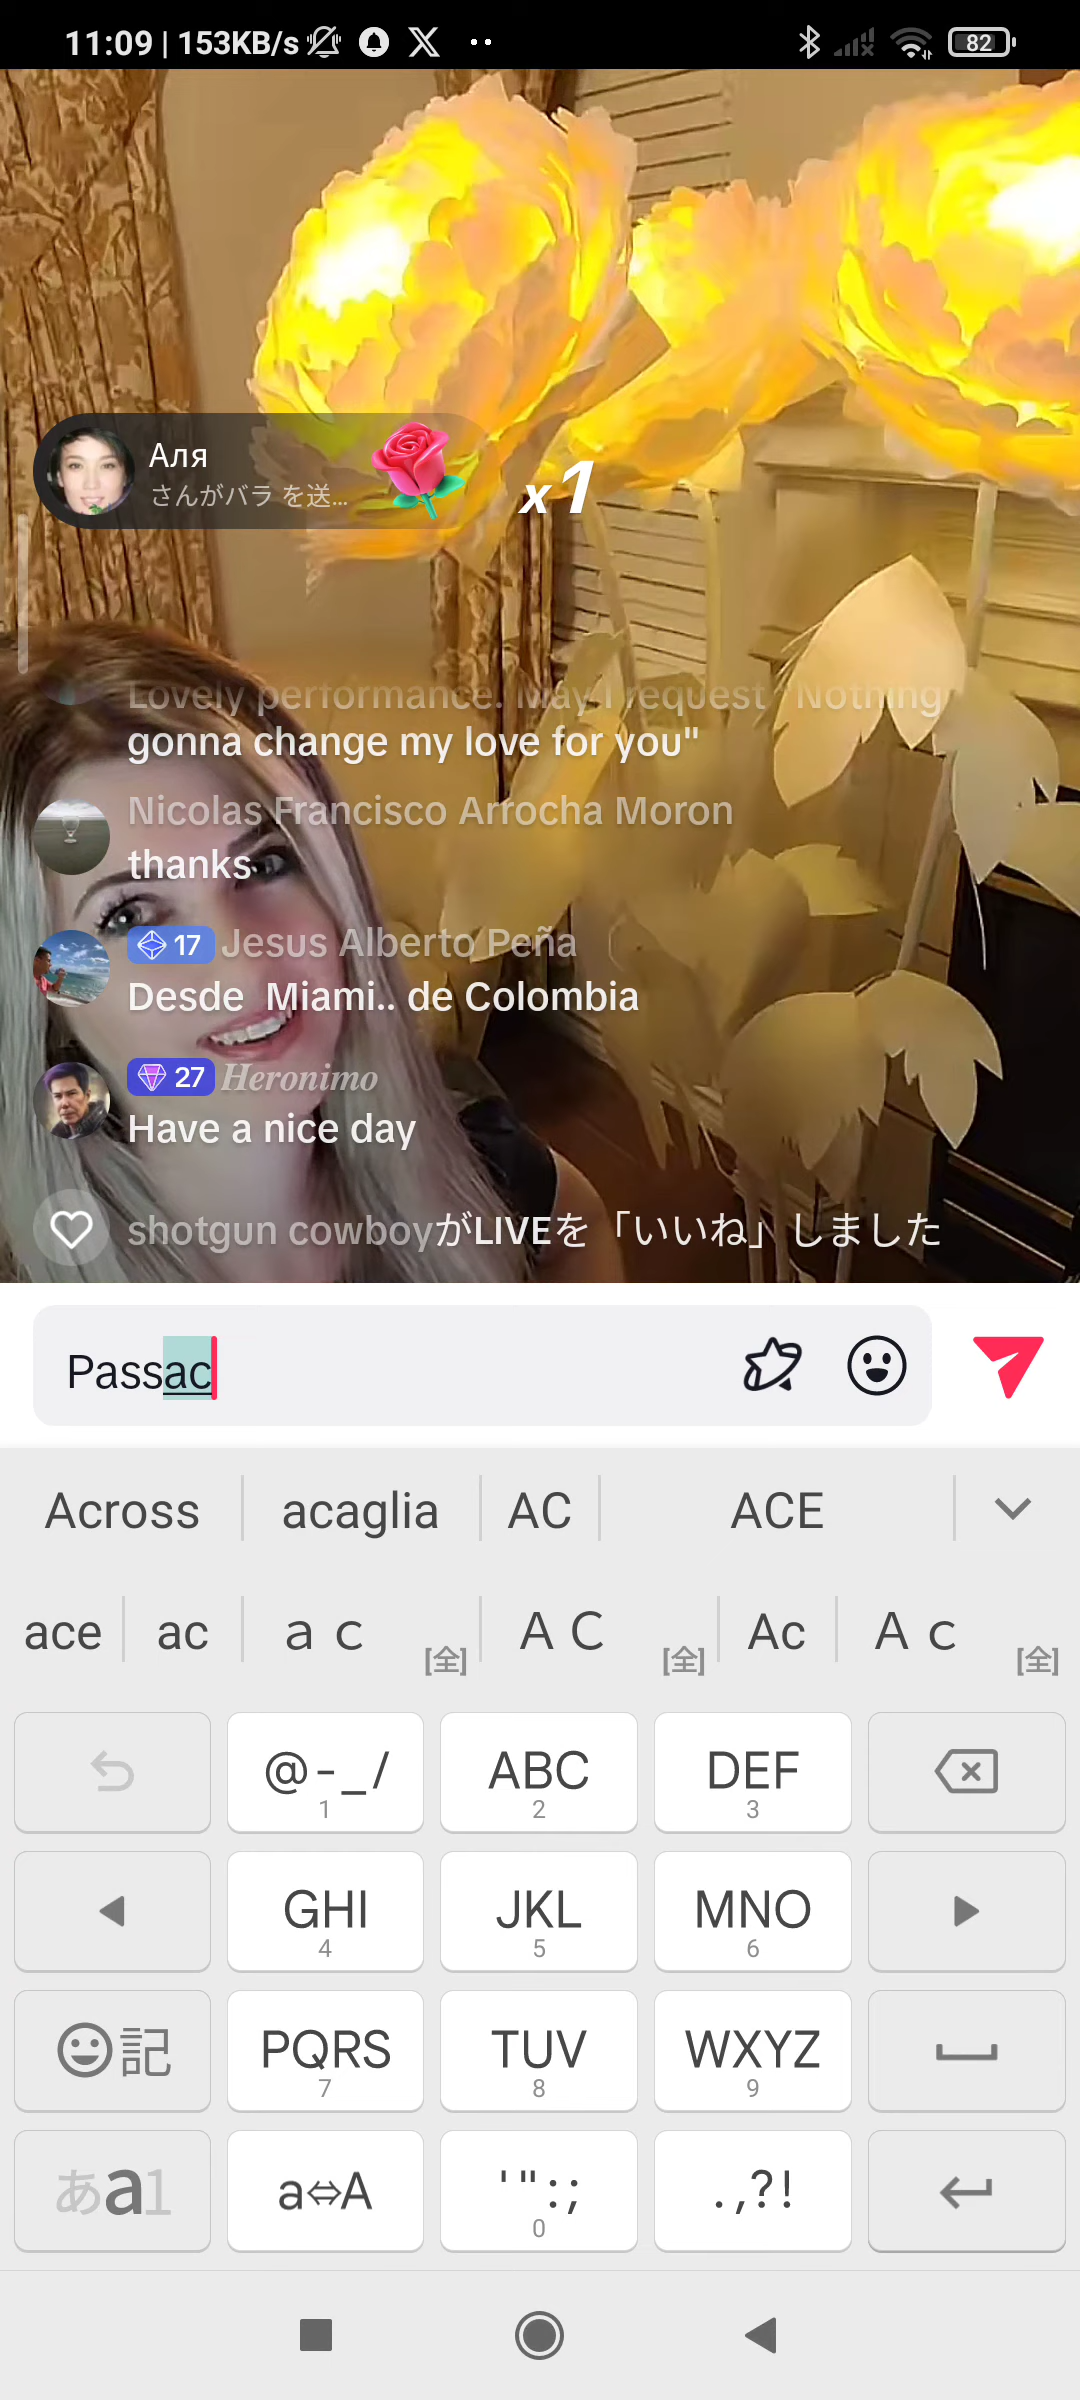 11:09 | 153KB/s
82
Аля
さんがバラ を送...
x1
Lovely performance. May I request "Nothing
gonna change my love for you"
Nicolas Francisco Arrocha Moron
thanks
17 Jesus Alberto Peña
Desde  Miami.. de Colombia
27 Heronimo
Have a nice day
shotgun cowboyがLIVEを「いいね」しました
Passac
Across acaglia AC ACE
ace ac ａｃ [全] ＡＣ [全] Ac Ａｃ [全]
@-_/ ABC DEF
1 2 3
GHI JKL MNO
4 5 6
記 PQRS TUV WXYZ
7 8 9
あa1 a⇔A '":; .,?!
0